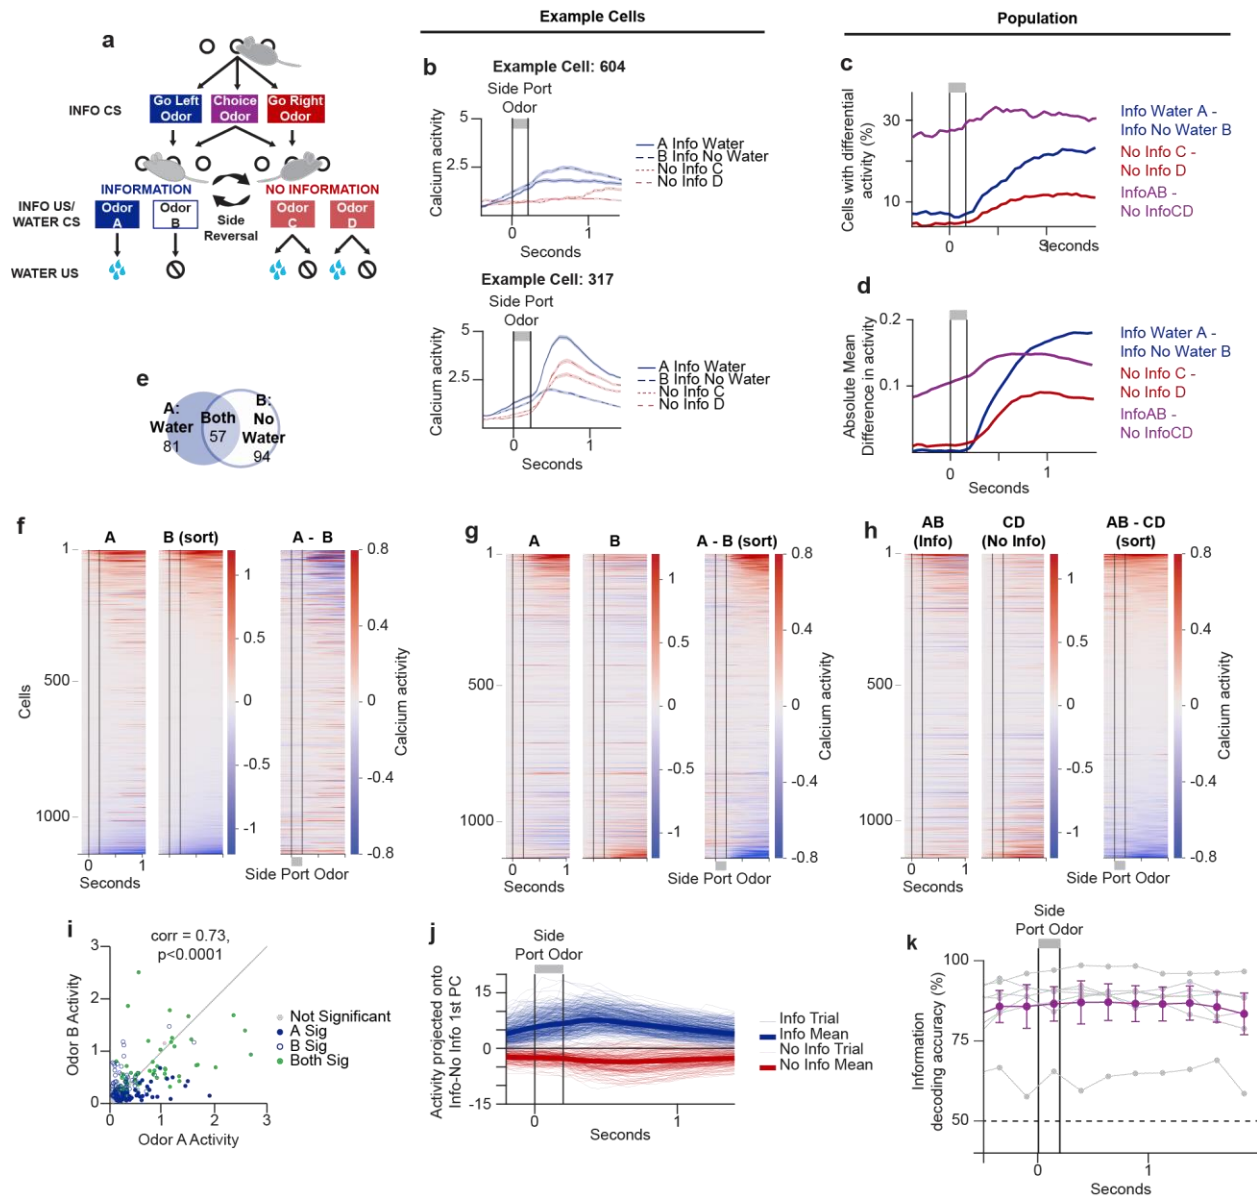 Example Cells
Population
a
INFO CS
Go Left
Odor
Choice
Odor
Go Right
Odor
INFORMATION
NO INFORMATION
INFO US/
WATER CS
Odor
A
Odor
B
Side
Reversal
Odor
C
Odor
D
WATER US
b
Example Cell: 604
Side Port
Odor
5
2.5
Calcium acitvity
0
1
Seconds
A Info Water
B Info No Water
No Info C
No Info D
Example Cell: 317
Side Port
Odor
5
2.5
Calcium acitvity
0
1
Seconds
A Info Water
B Info No Water
No Info C
No Info D
c
Cells with differential
activity (%)
30
10
0
1
Seconds
Info Water A -
Info No Water B
No Info C -
No Info D
InfoAB -
No InfoCD
d
Absolute Mean
Difference in activity
0.2
0.1
0
1
Seconds
Info Water A -
Info No Water B
No Info C -
No Info D
InfoAB -
No InfoCD
e
A:
Water
81
Both
57
B:
No
Water
94
f
A
B (sort)
A - B
Cells
1
500
1000
1
0.5
0
-0.5
-1
0.8
0.4
0
-0.4
-0.8
Calcium activity
0
1
Seconds
Side Port Odor
g
A
B
A - B (sort)
1
500
1000
1
0.5
0
-0.5
-1
0.8
0.4
0
-0.4
-0.8
Calcium activity
0
1
Seconds
Side Port Odor
h
AB
(Info)
CD
(No Info)
AB - CD
(sort)
1
500
1000
1
0.5
0
-0.5
-1
0.8
0.4
0
-0.4
-0.8
Calcium activity
0
1
Seconds
Side Port Odor
i
corr = 0.73,
p<0.0001
Odor B Activity
3
2
1
0
0
1
2
3
Odor A Activity
Not Significant
A Sig
B Sig
Both Sig
j
Side
Port Odor
Activity projected onto
Info-No Info 1st PC
15
0
-15
0
1
Seconds
Info Trial
Info Mean
No Info Trial
No Info Mean
k
Side
Port Odor
Information
decoding accuracy (%)
100
75
50
0
1
Seconds